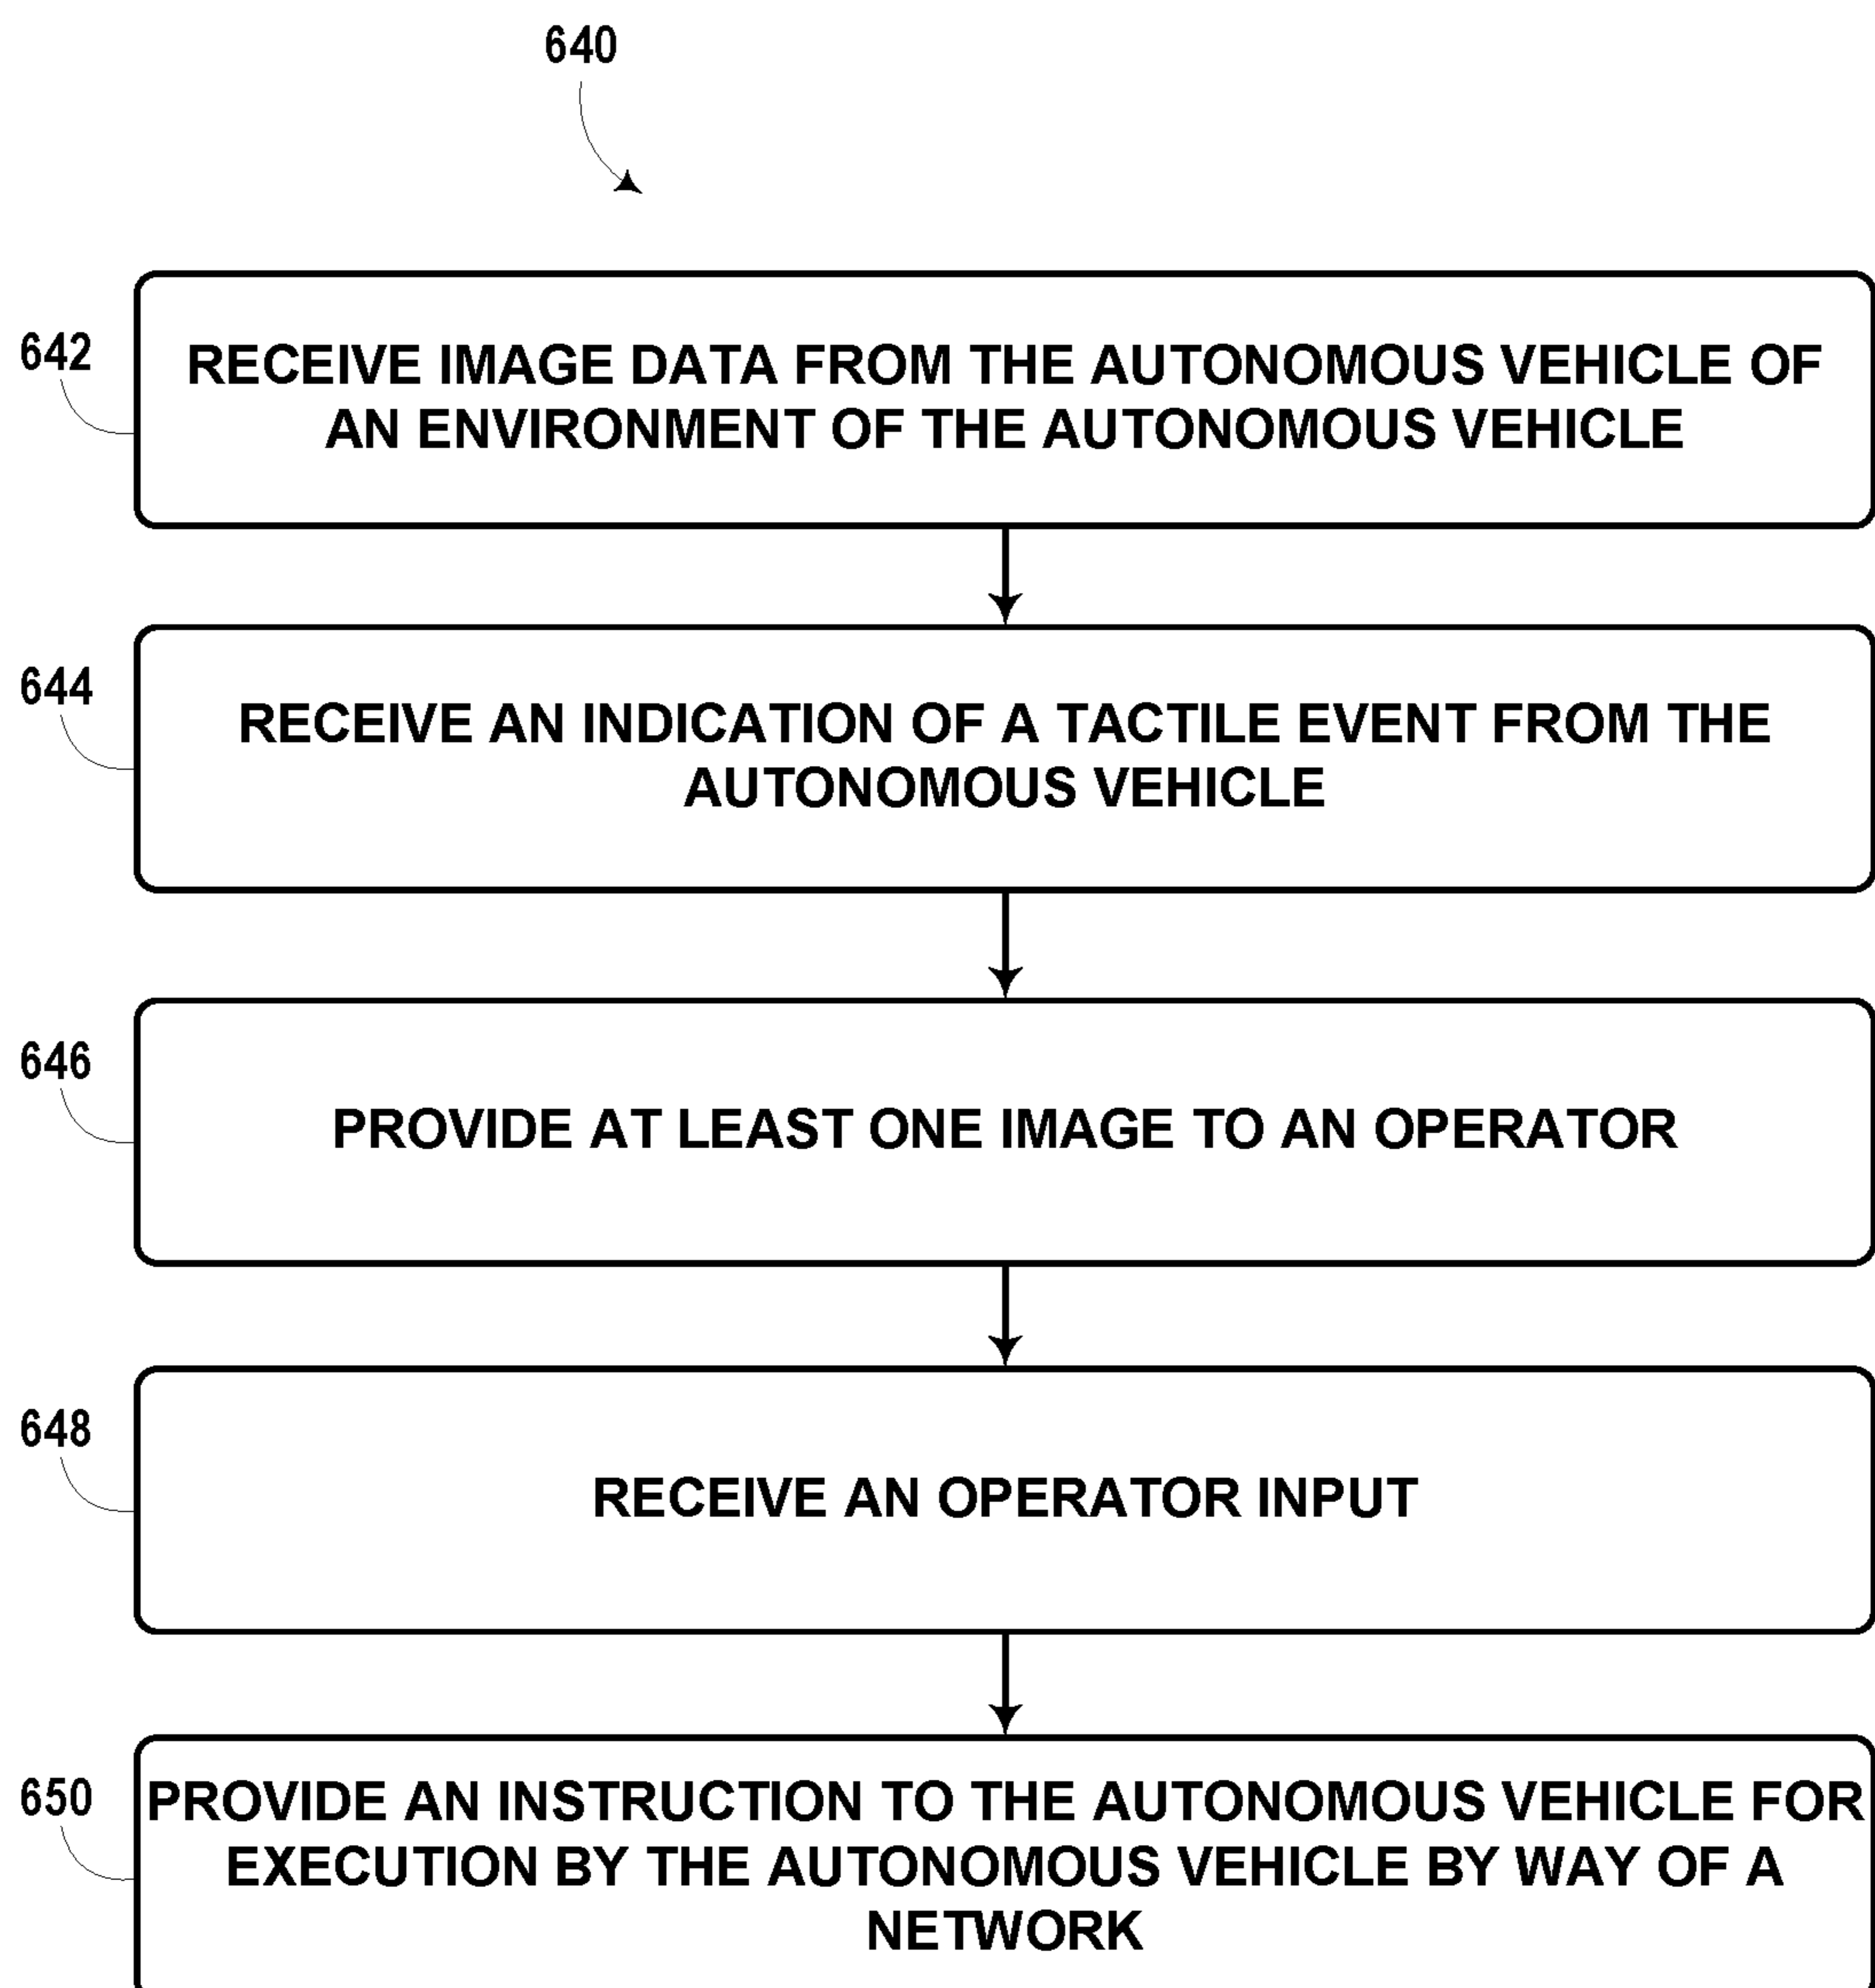 640
642
RECEIVE IMAGE DATA FROM THE AUTONOMOUS VEHICLE OF
AN ENVIRONMENT OF THE AUTONOMOUS VEHICLE
644
RECEIVE AN INDICATION OF A TACTILE EVENT FROM THE
AUTONOMOUS VEHICLE
646
PROVIDE AT LEAST ONE IMAGE TO AN OPERATOR
648
RECEIVE AN OPERATOR INPUT
650
PROVIDE AN INSTRUCTION TO THE AUTONOMOUS VEHICLE FOR
EXECUTION BY THE AUTONOMOUS VEHICLE BY WAY OF A
NETWORK